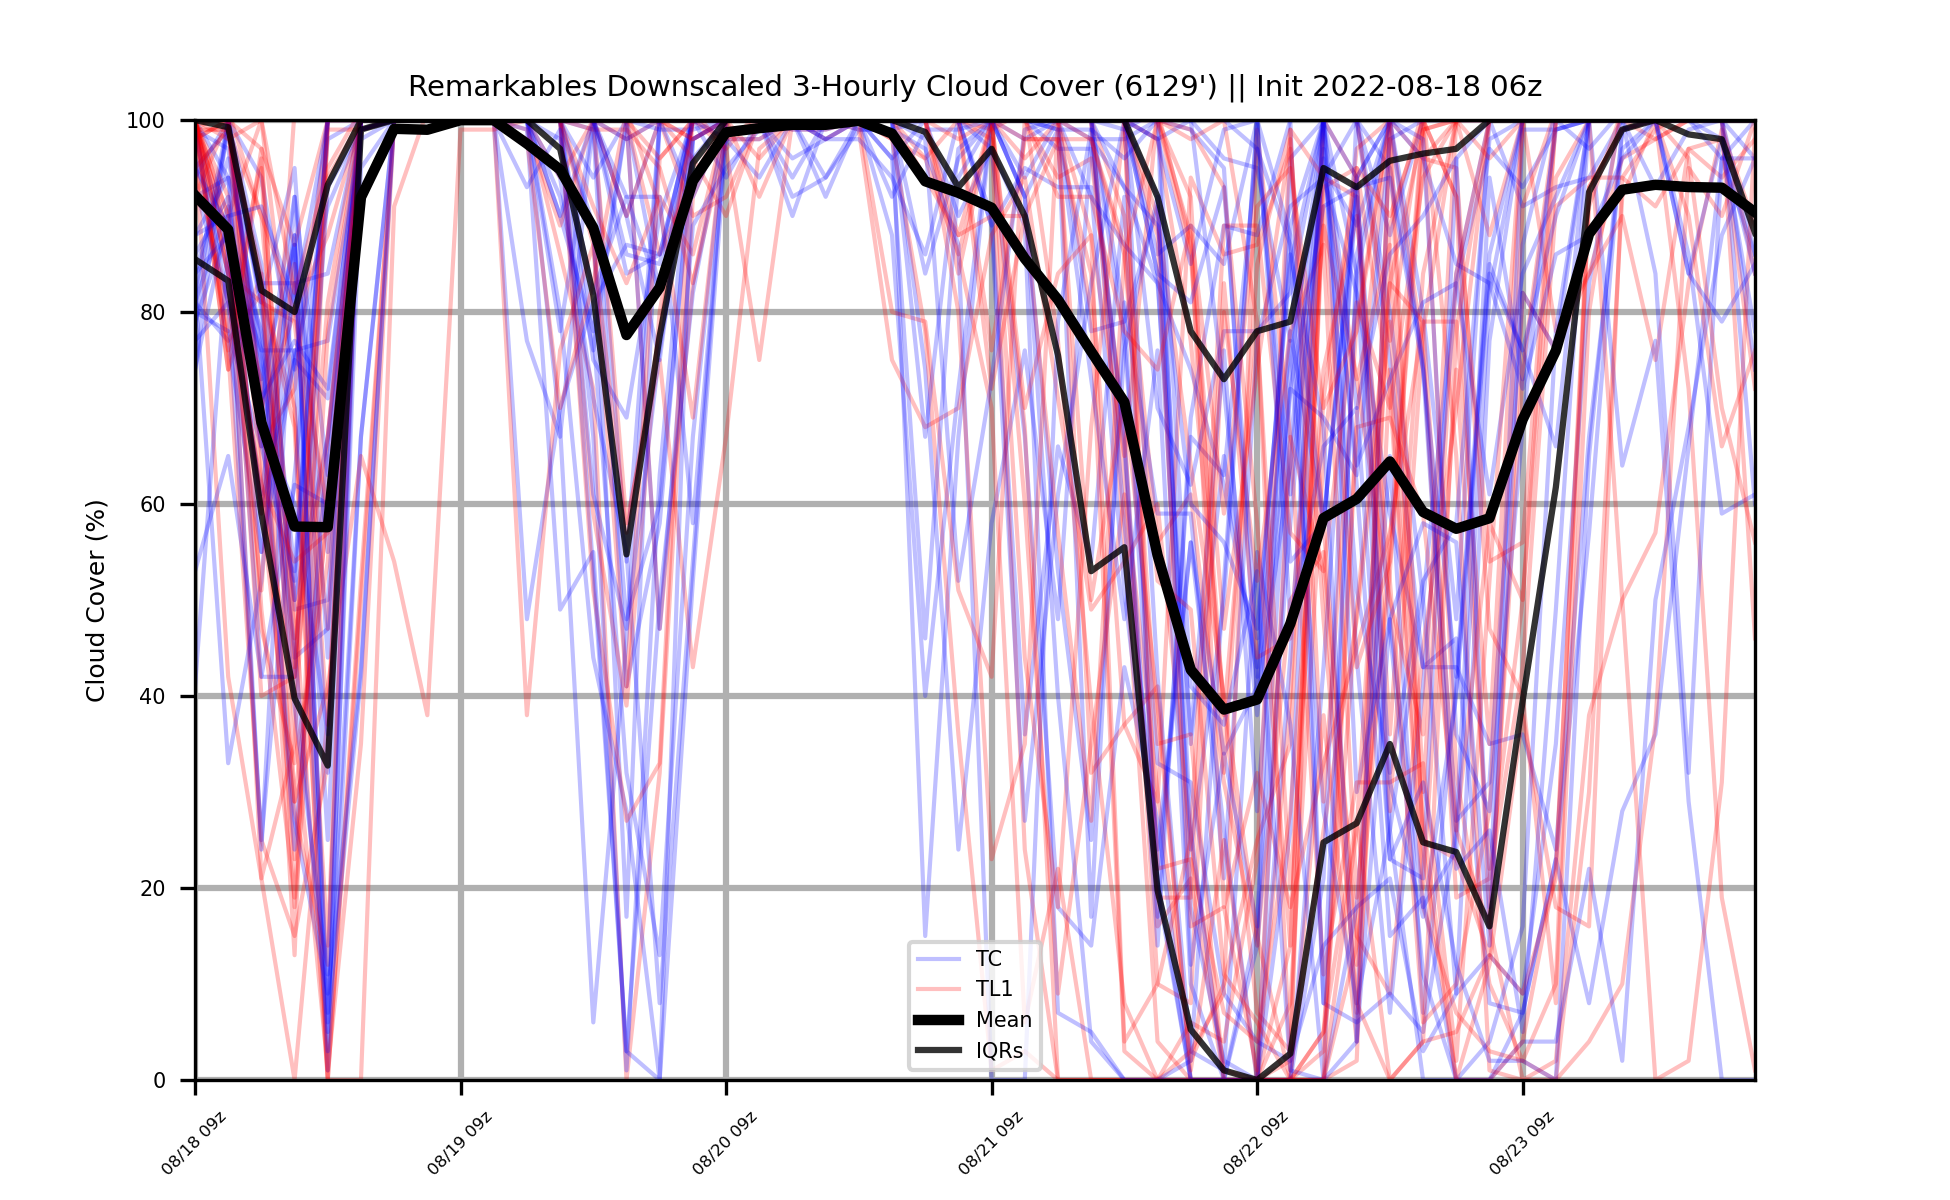 Remarkables Downscaled 3-Hourly Cloud Cover (6129') || Init 2022-08-18 06z
100
80
60
40
20
0
Cloud Cover (%)
TC
TL1
Mean
IQRs
08/18 09z
08/19 09z
08/20 09z
08/21 09z
08/22 09z
08/23 09z